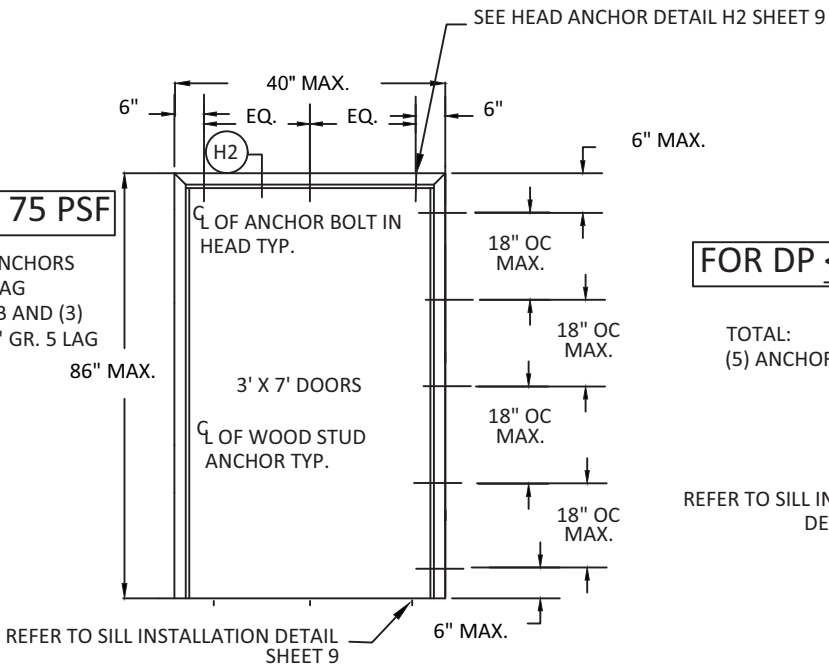 SEE HEAD ANCHOR DETAIL H2 SHEET 9
40" MAX.
6"
EQ.
EQ.
6"
6" MAX.
H2
75 PSF
℄ OF ANCHOR BOLT IN
HEAD TYP.
18" OC
MAX.
FOR DP <
NCHORS
AG
3 AND (3)
" GR. 5 LAG
18" OC
MAX.
TOTAL:
(5) ANCHOR
86" MAX.
3' X 7' DOORS
18" OC
MAX.
℄ OF WOOD STUD
ANCHOR TYP.
REFER TO SILL IN
DE
18" OC
MAX.
REFER TO SILL INSTALLATION DETAIL
SHEET 9
6" MAX.